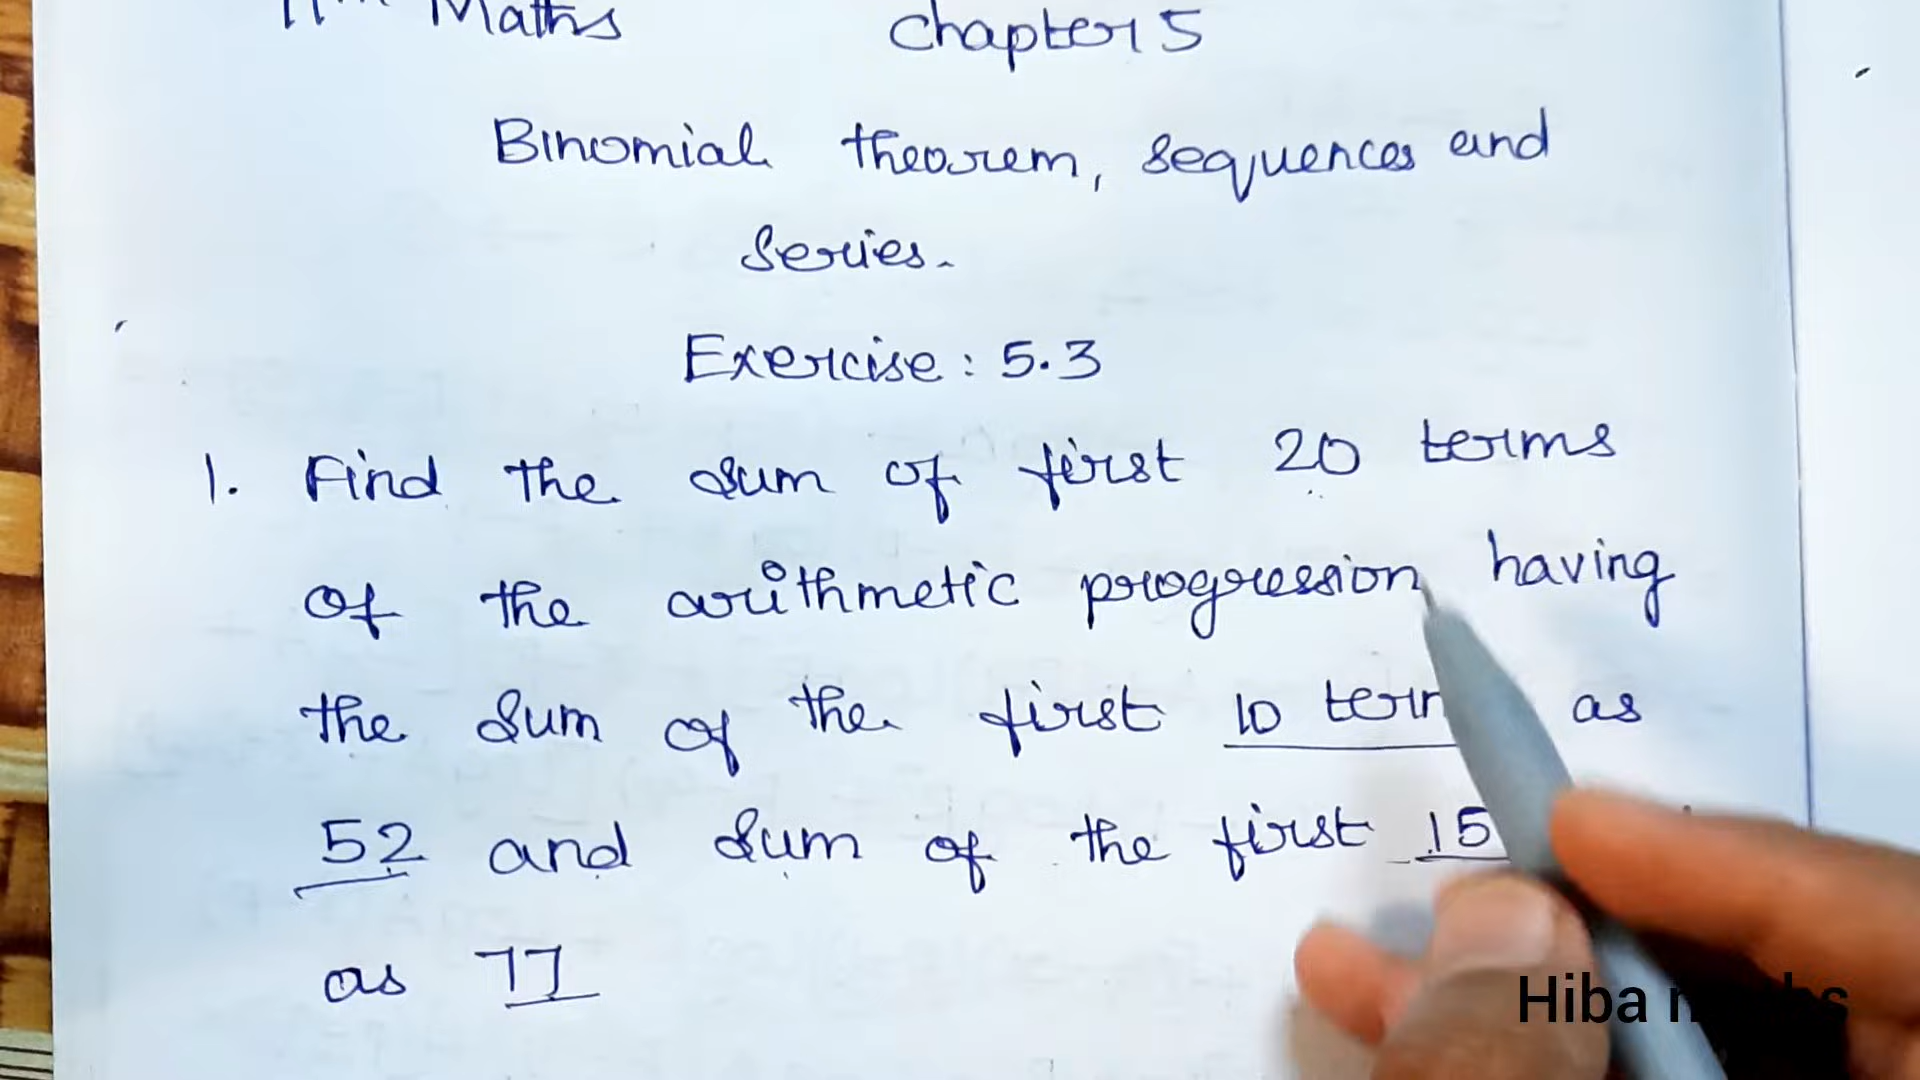 11th Maths Chapter 5
Binomial theorem, sequences and
Series.
Exercise: 5.3
1. Find the sum of first 20 terms
of the arithmetic progression having
the sum of the first 10 as
52 and sum of the first 15
as 77
Hiba